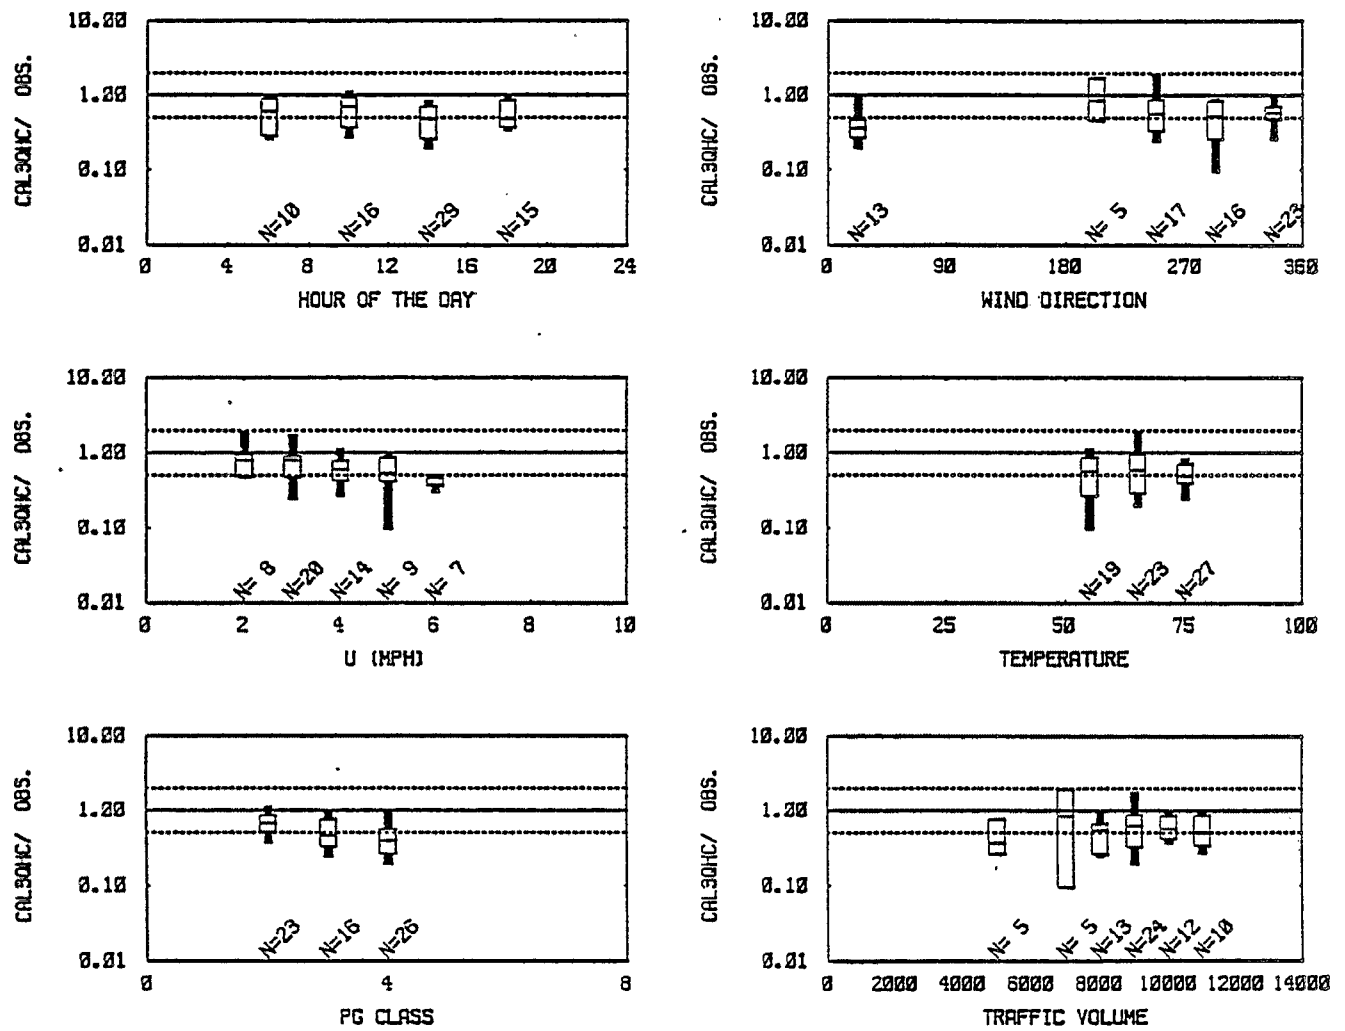 10.00
1.00
0.10
0.01
CAL3QHC/ OBS.
N=10 N=16 N=29 N=15
0 4 8 12 16 20 24
HOUR OF THE DAY
10.00
1.00
0.10
0.01
CAL3QHC/ OBS.
N=13 N= 5 N=17 N=16 N=23
0 90 180 270 360
WIND DIRECTION
10.00
1.00
0.10
0.01
CAL3QHC/ OBS.
N= 8 N=20 N=14 N= 9 N= 7
0 2 4 6 8 10
U (MPH)
10.00
1.00
0.10
0.01
CAL3QHC/ OBS.
N=19 N=23 N=27
0 25 50 75 100
TEMPERATURE
10.00
1.00
0.10
0.01
CAL3QHC/ OBS.
N=23 N=16 N=26
0 4 8
PG CLASS
10.00
1.00
0.10
0.01
CAL3QHC/ OBS.
N= 5 N= 5 N=13 N=24 N=12 N=10
0 2000 4000 6000 8000 10000 12000 14000
TRAFFIC VOLUME